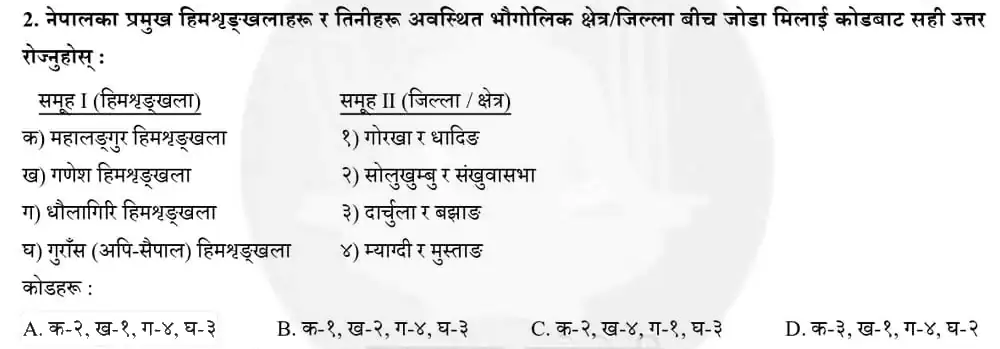 2. नेपालका प्रमुख हिमशृङ्खलाहरू र तिनीहरू अवस्थित भौगोलिक क्षेत्र/जिल्ला बीच जोडा मिलाई कोडबाट सही उत्तर
रोज्नुहोस् :
समूह I (हिमशृङ्खला) समूह II (जिल्ला / क्षेत्र)
क) महालङ्गुर हिमशृङ्खला १) गोरखा र धादिङ
ख) गणेश हिमशृङ्खला २) सोलुखुम्बु र संखुवासभा
ग) धौलागिरि हिमशृङ्खला ३) दार्चुला र बझाङ
घ) गुराँस (अपि-सैपाल) हिमशृङ्खला ४) म्याग्दी र मुस्ताङ
कोडहरू :
A. क-२, ख-१, ग-४, घ-३ B. क-१, ख-२, ग-४, घ-३ C. क-२, ख-४, ग-१, घ-३ D. क-३, ख-१, ग-४, घ-२